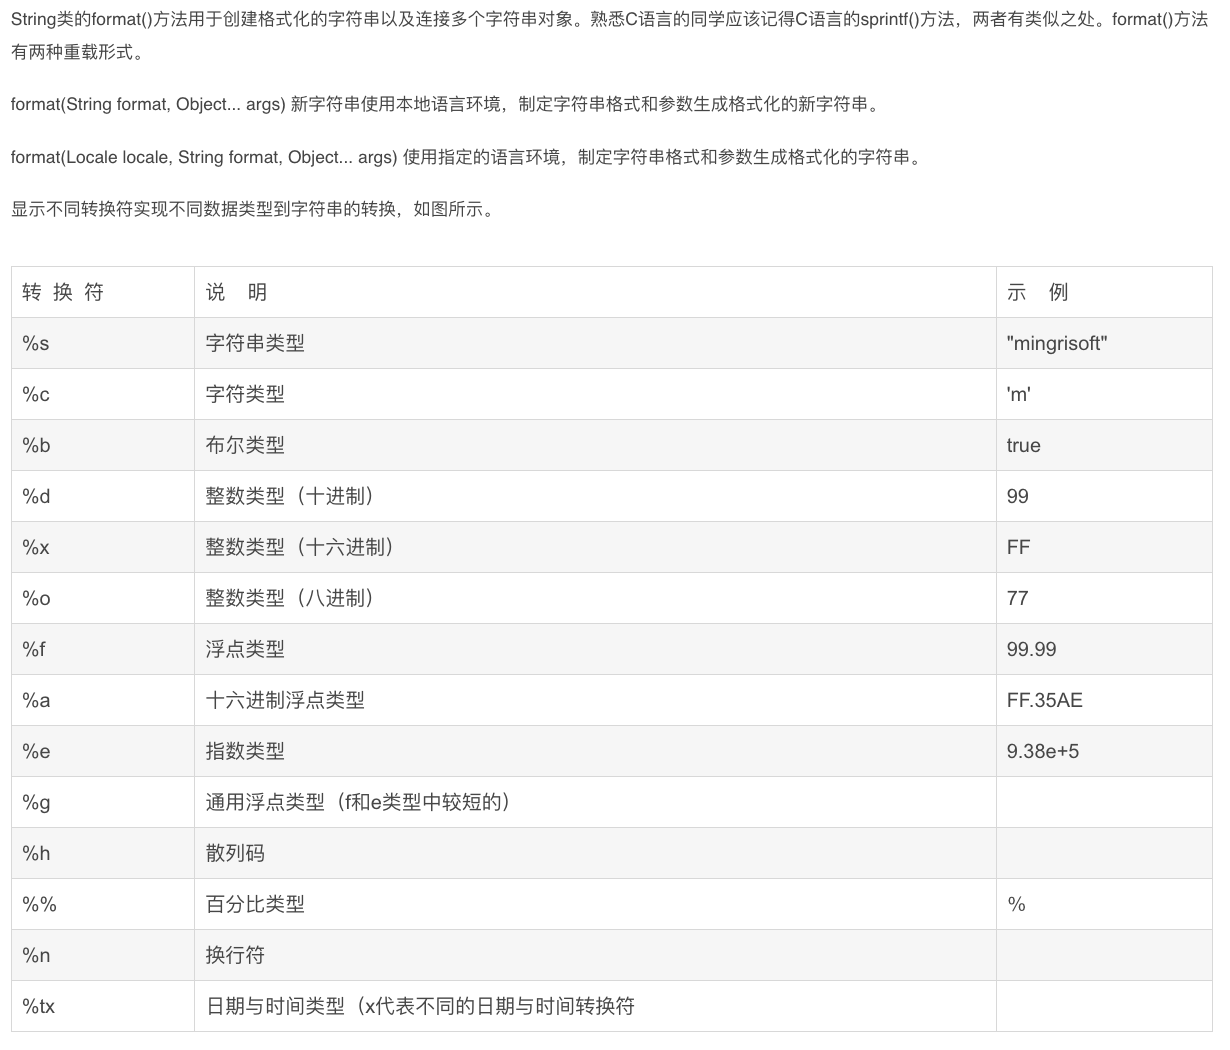 String类的format()方法用于创建格式化的字符串以及连接多个字符串对象。熟悉C语言的同学应该记得C语言的sprintf()方法，两者有类似之处。format()方法
有两种重载形式。
format(String format, Object... args) 新字符串使用本地语言环境，制定字符串格式和参数生成格式化的新字符串。
format(Locale locale, String format, Object... args) 使用指定的语言环境，制定字符串格式和参数生成格式化的字符串。
显示不同转换符实现不同数据类型到字符串的转换，如图所示。
转 换 符 说 明 示 例
%s 字符串类型 "mingrisoft"
%c 字符类型 'm'
%b 布尔类型 true
%d 整数类型（十进制） 99
%x 整数类型（十六进制） FF
%o 整数类型（八进制） 77
%f 浮点类型 99.99
%a 十六进制浮点类型 FF.35AE
%e 指数类型 9.38e+5
%g 通用浮点类型（f和e类型中较短的）
%h 散列码
%% 百分比类型 %
%n 换行符
%tx 日期与时间类型（x代表不同的日期与时间转换符